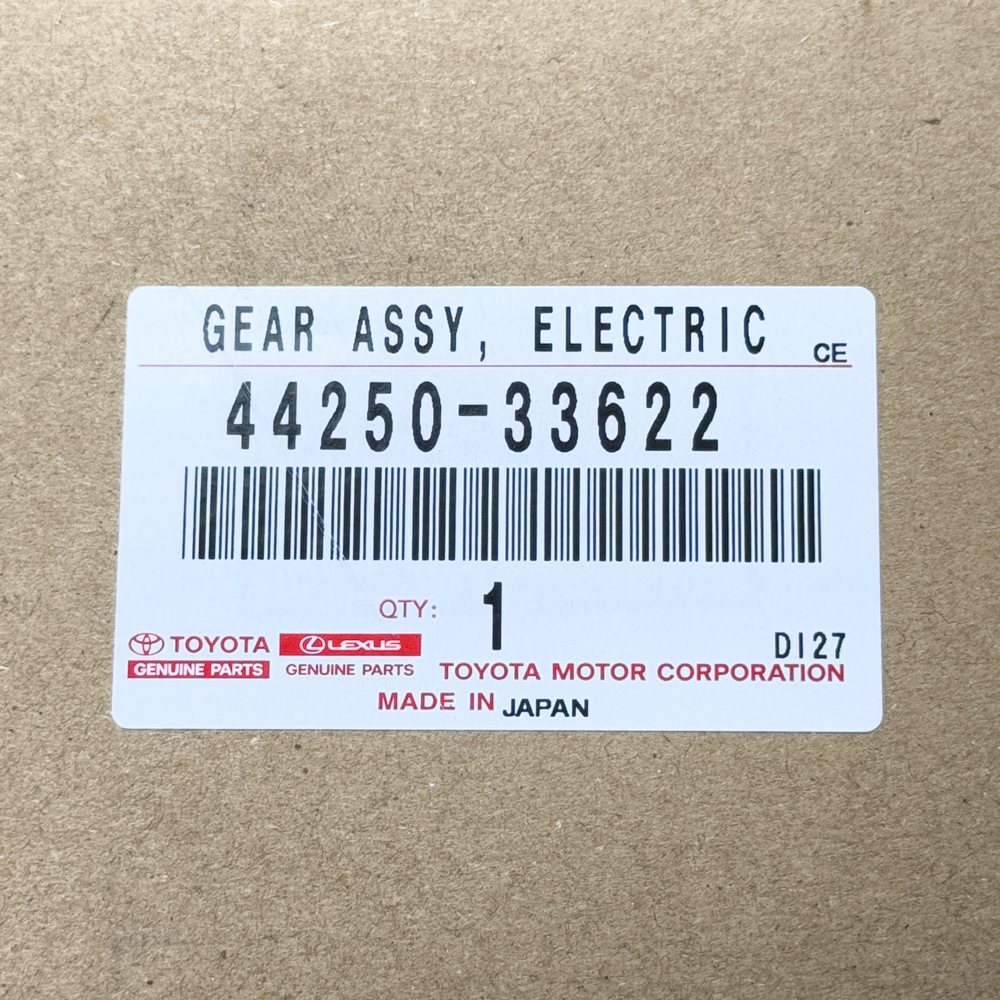 GEAR ASSY, ELECTRIC CE
44250-33622
QTY: 1
TOYOTA LEXUS DI27
GENUINE PARTS GENUINE PARTS TOYOTA MOTOR CORPORATION
MADE IN JAPAN